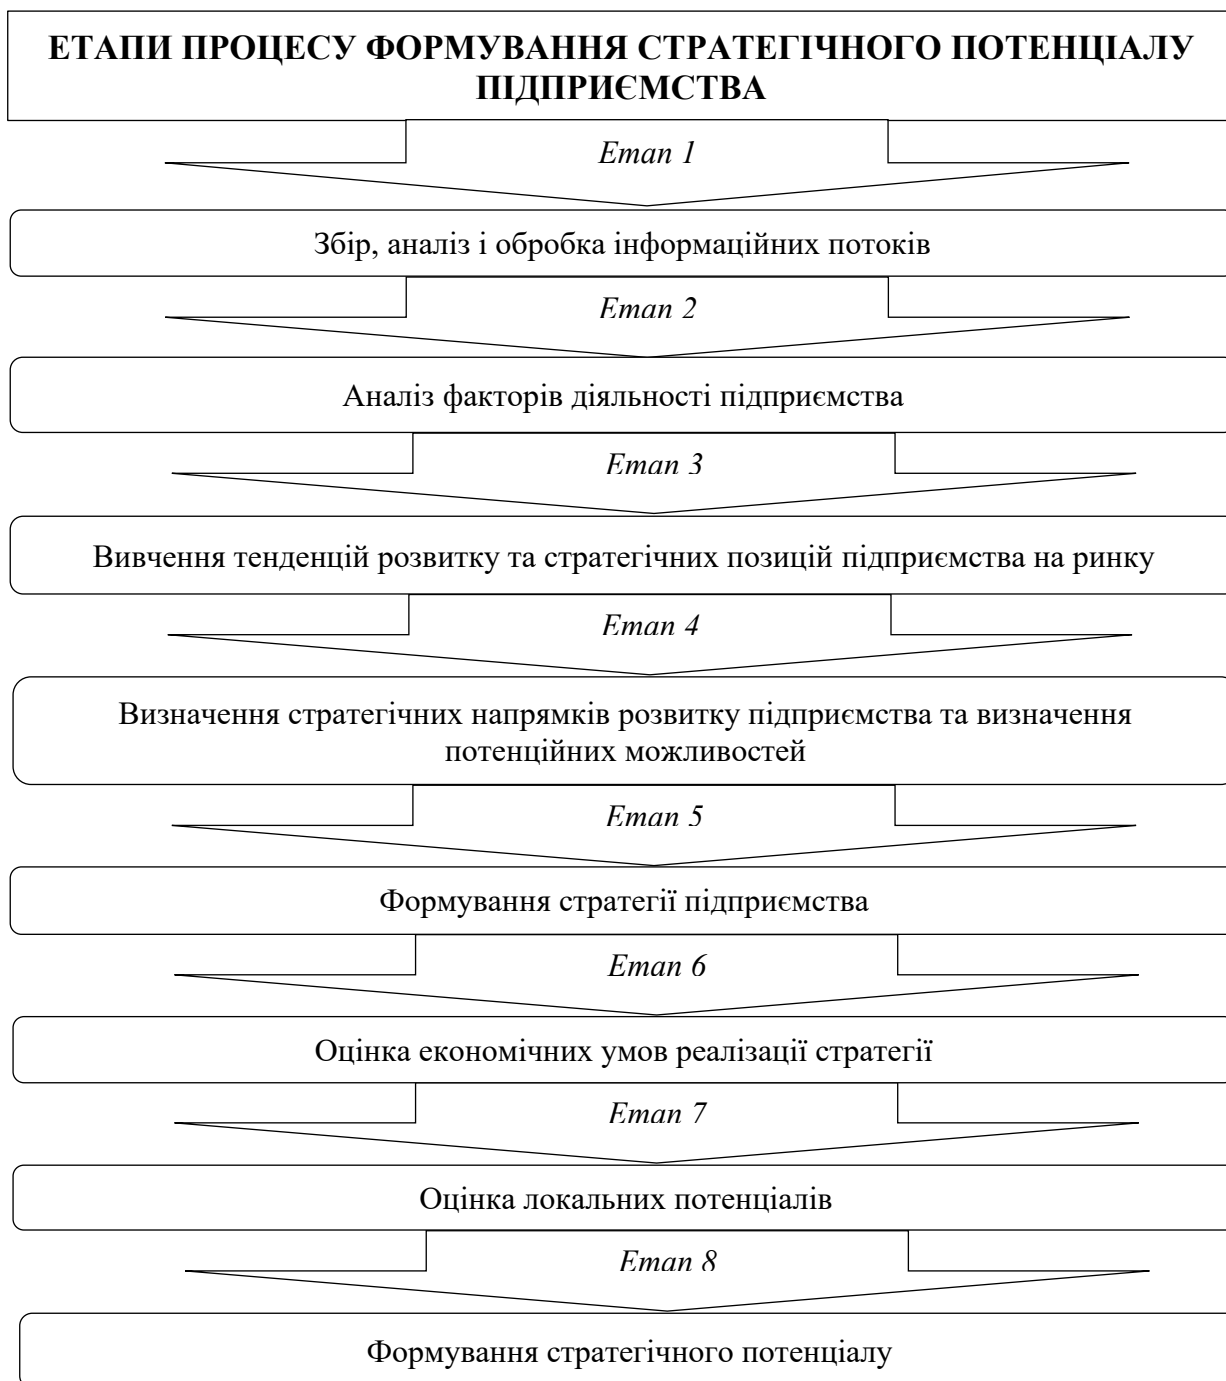 ЕТАПИ ПРОЦЕСУ ФОРМУВАННЯ СТРАТЕГІЧНОГО ПОТЕНЦІАЛУ
ПІДПРИЄМСТВА
Етап 1
Збір, аналіз і обробка інформаційних потоків
Етап 2
Аналіз факторів діяльності підприємства
Етап 3
Вивчення тенденцій розвитку та стратегічних позицій підприємства на ринку
Етап 4
Визначення стратегічних напрямків розвитку підприємства та визначення
потенційних можливостей
Етап 5
Формування стратегії підприємства
Етап 6
Оцінка економічних умов реалізації стратегії
Етап 7
Оцінка локальних потенціалів
Етап 8
Формування стратегічного потенціалу